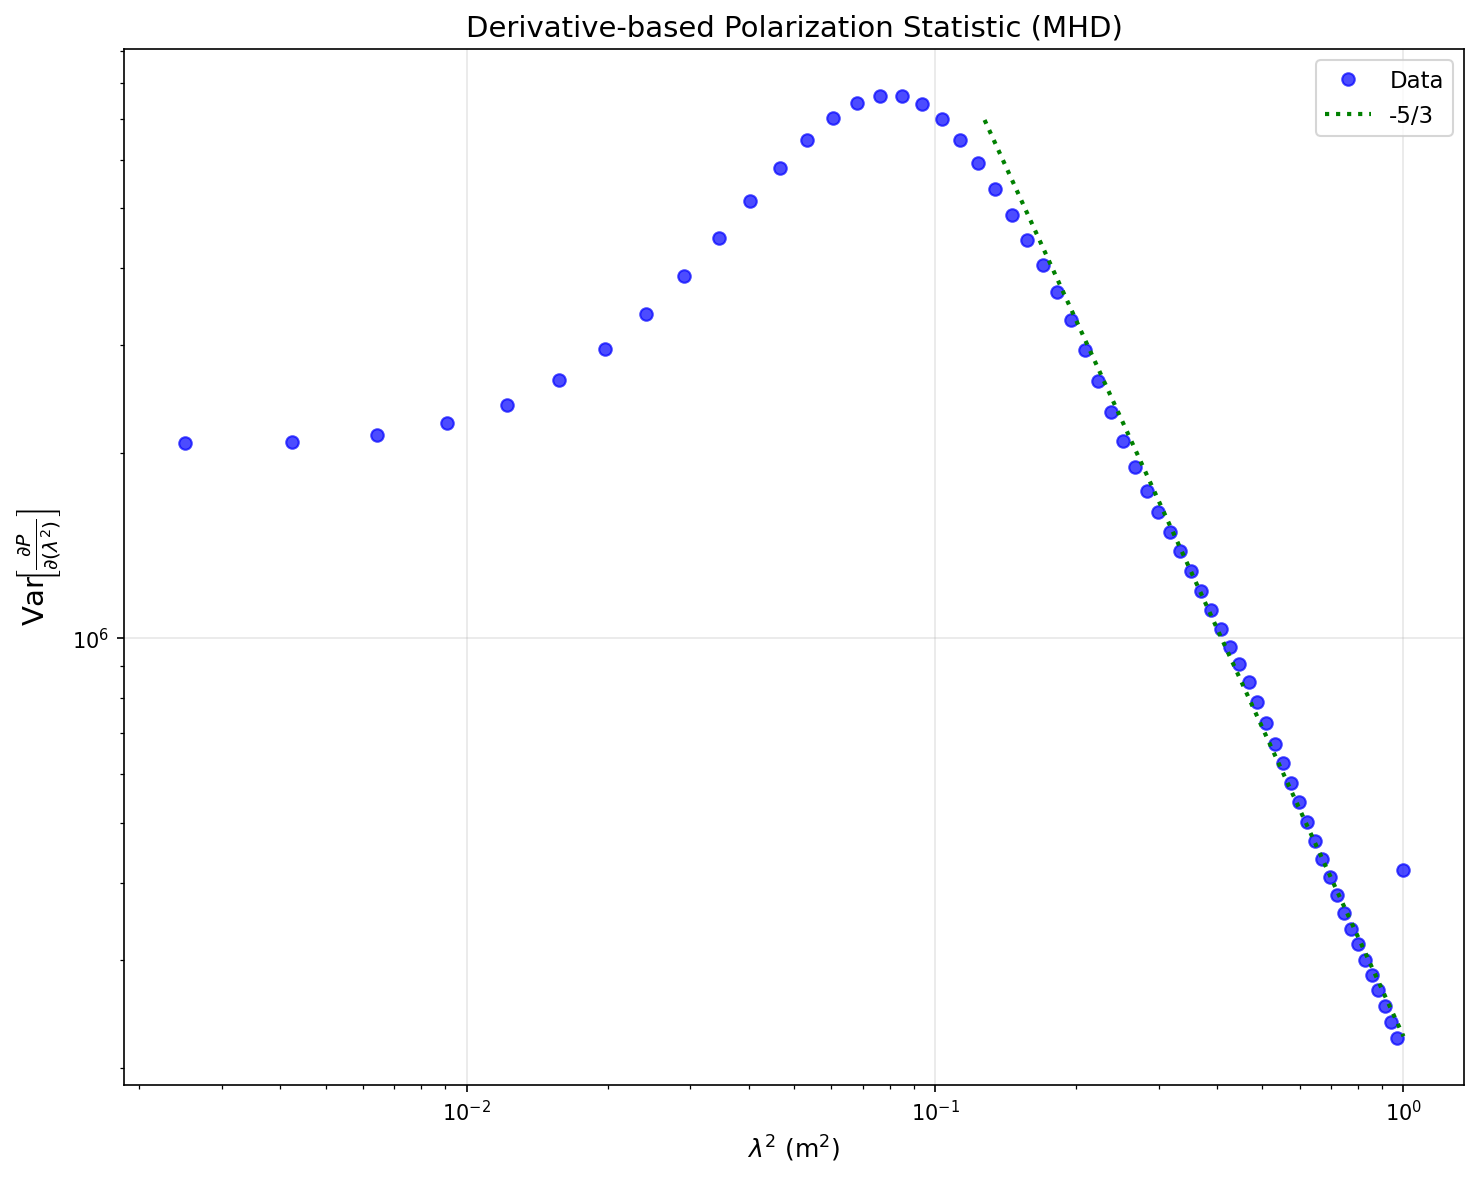 Derivative-based Polarization Statistic (MHD)
Data
-5/3
Var[∂P/∂(λ²)]
10⁶
10⁻²
10⁻¹
10⁰
λ² (m²)